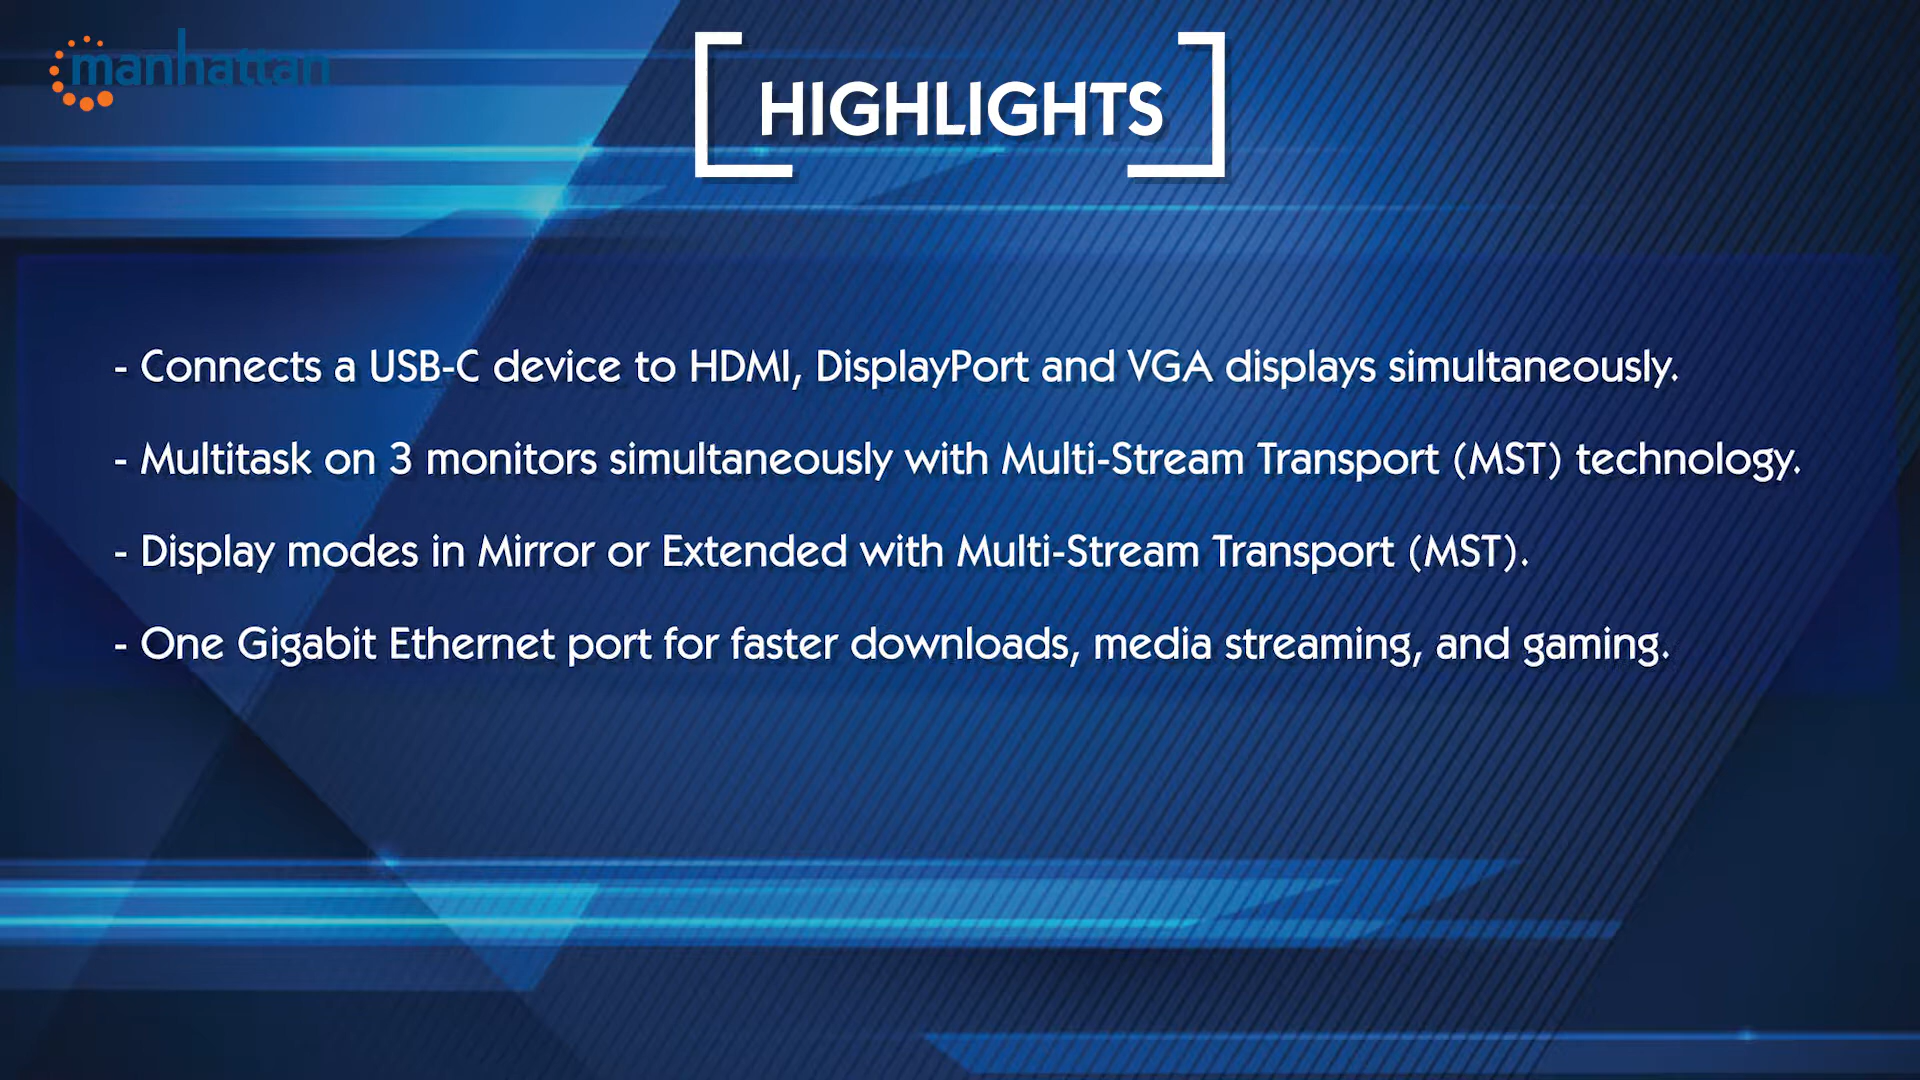 manhattan
HIGHLIGHTS
- Connects a USB-C device to HDMI, DisplayPort and VGA displays simultaneously.
- Multitask on 3 monitors simultaneously with Multi-Stream Transport (MST) technology.
- Display modes in Mirror or Extended with Multi-Stream Transport (MST).
- One Gigabit Ethernet port for faster downloads, media streaming, and gaming.